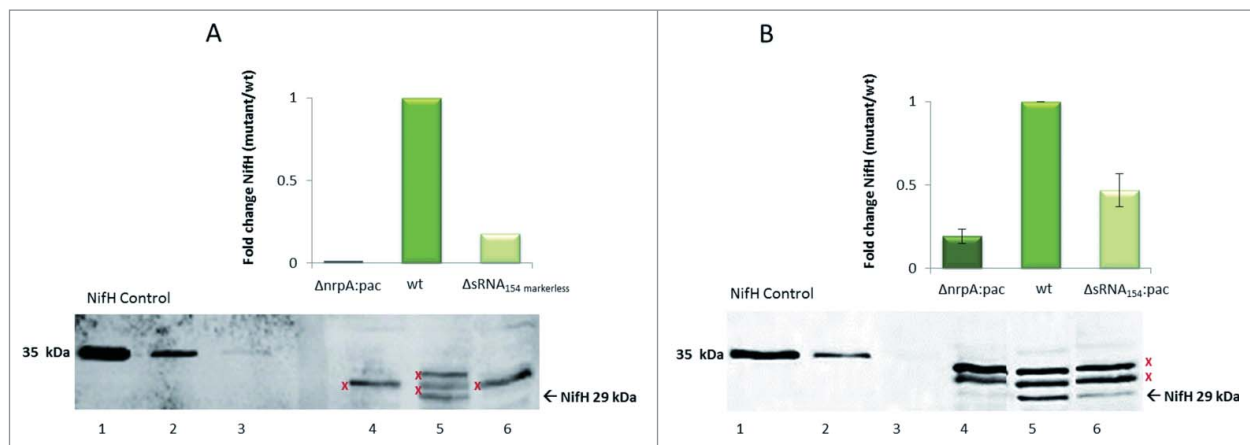 A
Fold change NifH (mutant/wt)
1
0.5
0
ΔnrpA:pac wt ΔsRNA154 markerless
NifH Control
35 kDa
x
x
x
x
← NifH 29 kDa
1 2 3 4 5 6
B
Fold change NifH (mutant/wt)
1
0.5
0
ΔnrpA:pac wt ΔsRNA154:pac
NifH Control
35 kDa
x
x
← NifH 29 kDa
1 2 3 4 5 6